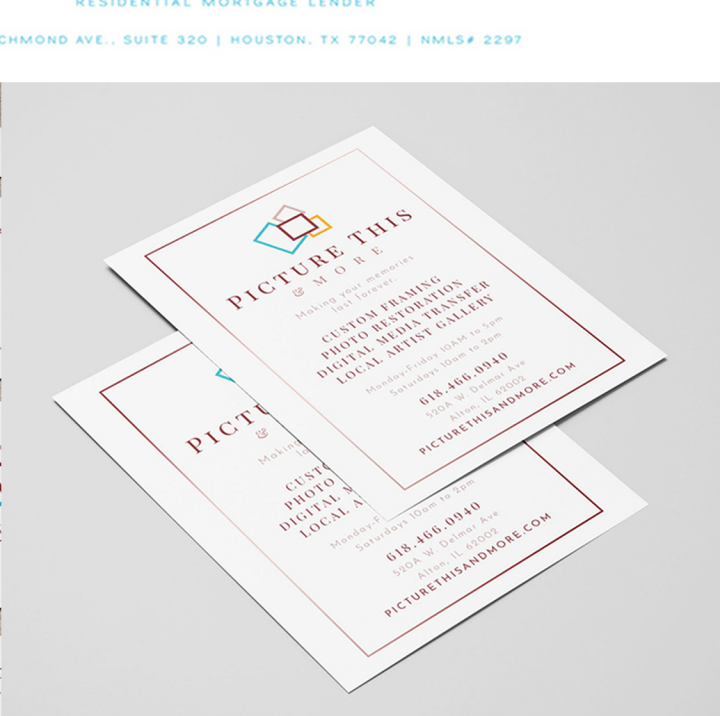 RESIDENTIAL MORTGAGE LENDER
CHMOND AVE., SUITE 320 | HOUSTON, TX 77042 | NMLS# 2297
PICTURE THIS
& MORE
Making your memories
last forever.
CUSTOM FRAMING
PHOTO RESTORATION
DIGITAL MEDIA TRANSFER
LOCAL ARTIST GALLERY
Monday-Friday 10AM to 5pm
Saturdays 10am to 2pm
618.466.0940
520A W. Delmar Ave
Alton, IL 62002
PICTURETHISANDMORE.COM
PICTU
&
Making
la
CUSTO
PHOTO
DIGITAL M
LOCAL A
Monday-F
Saturdays 10am to 2pm
618.466.0940
520A W. Delmar Ave
Alton, IL 62002
PICTURETHISANDMORE.COM